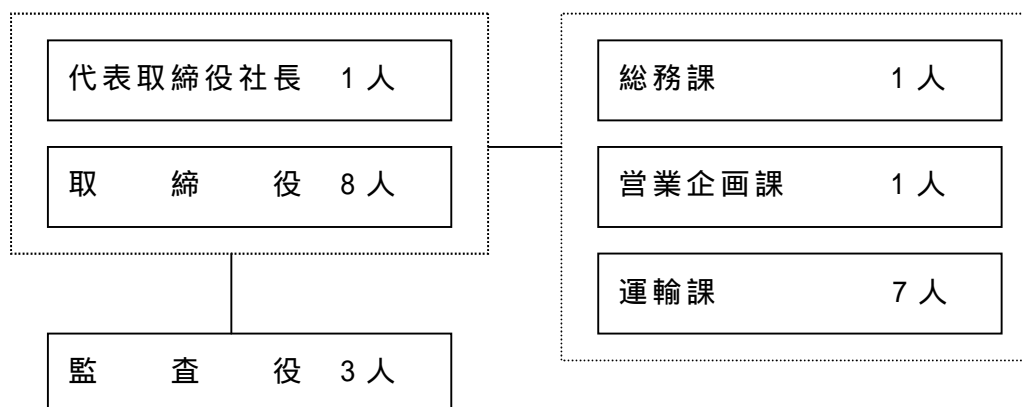 代表取締役社長 1人
取締役 8人
監査役 3人
総務課 1人
営業企画課 1人
運輸課 7人